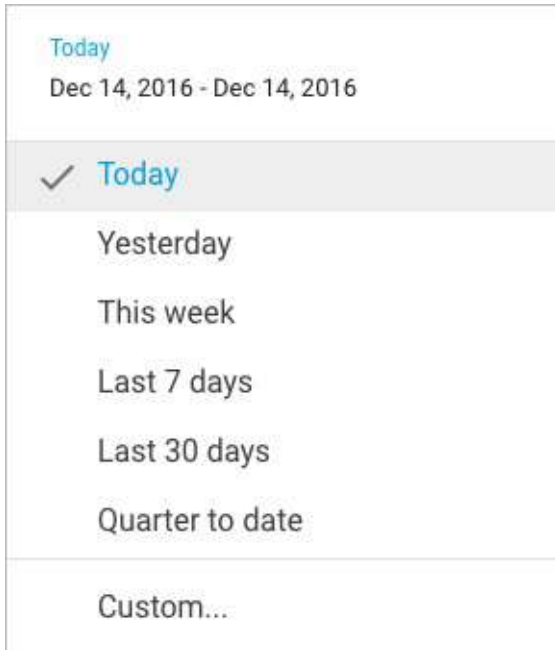 Today
Dec 14, 2016 - Dec 14, 2016
Today
Yesterday
This week
Last 7 days
Last 30 days
Quarter to date
Custom...